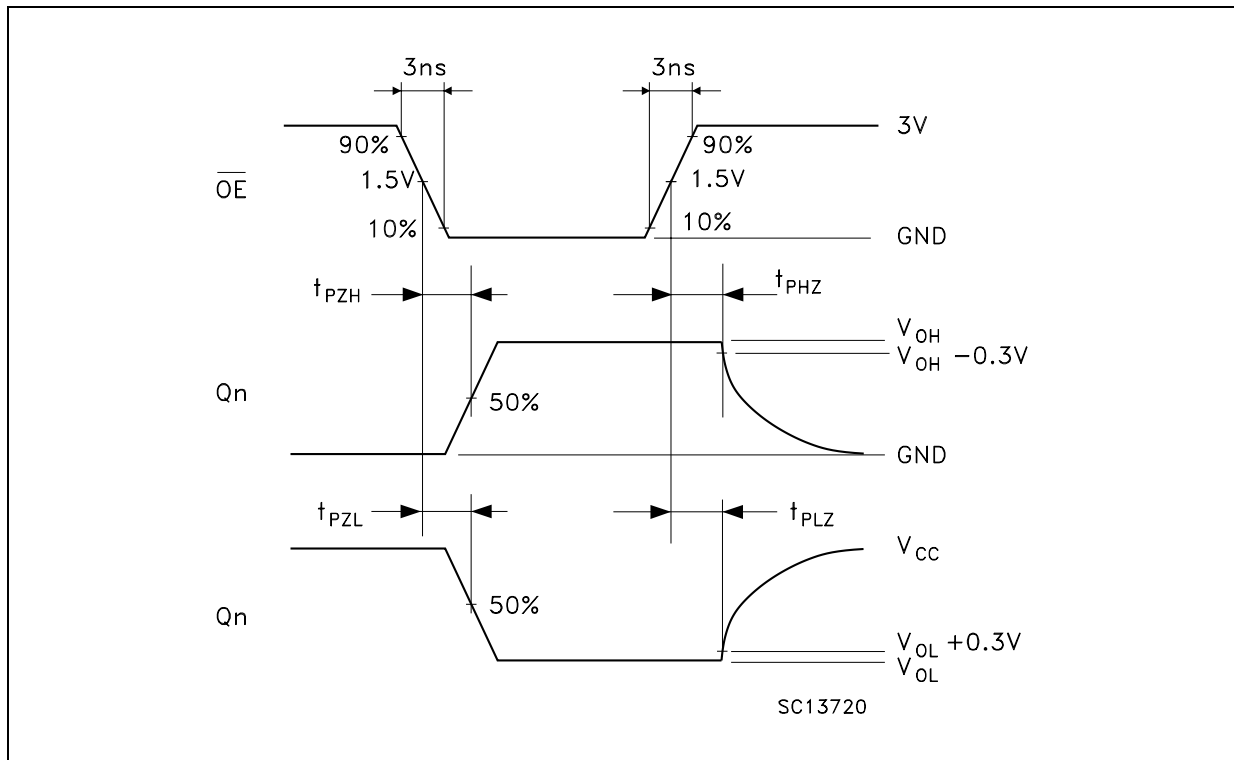 3ns 3ns
3V
90% 90%
O̅E̅ 1.5V 1.5V
10% 10%
GND
tPZH tPHZ
VOH
VOH −0.3V
Qn 50%
GND
tPZL tPLZ
VCC
Qn 50%
VOL +0.3V
VOL
SC13720